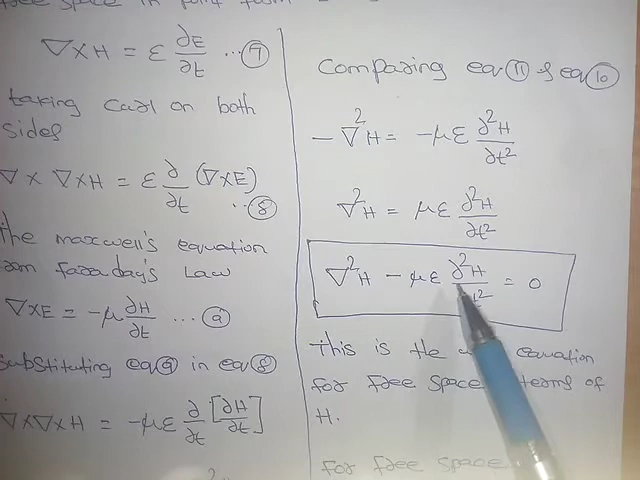 free space in point form
∇×H = ε ∂E/∂t ...⑦
taking curl on both
sides
∇ × ∇×H = ε ∂/∂t (∇×E)
..⑧
The maxwell's equation
from faraday's Law
∇×E = -μ ∂H/∂t ...⑨
substituting eq⑨ in eq⑧
∇×∇×H = -με ∂/∂t [∂H/∂t]
Comparing eq⑪ & eq⑩
-∇²H = -με ∂²H/∂t²
∇²H = με ∂²H/∂t²
∇²H - με ∂²H/∂t² = 0
This is the equation
for free space terms of
H.
for free space